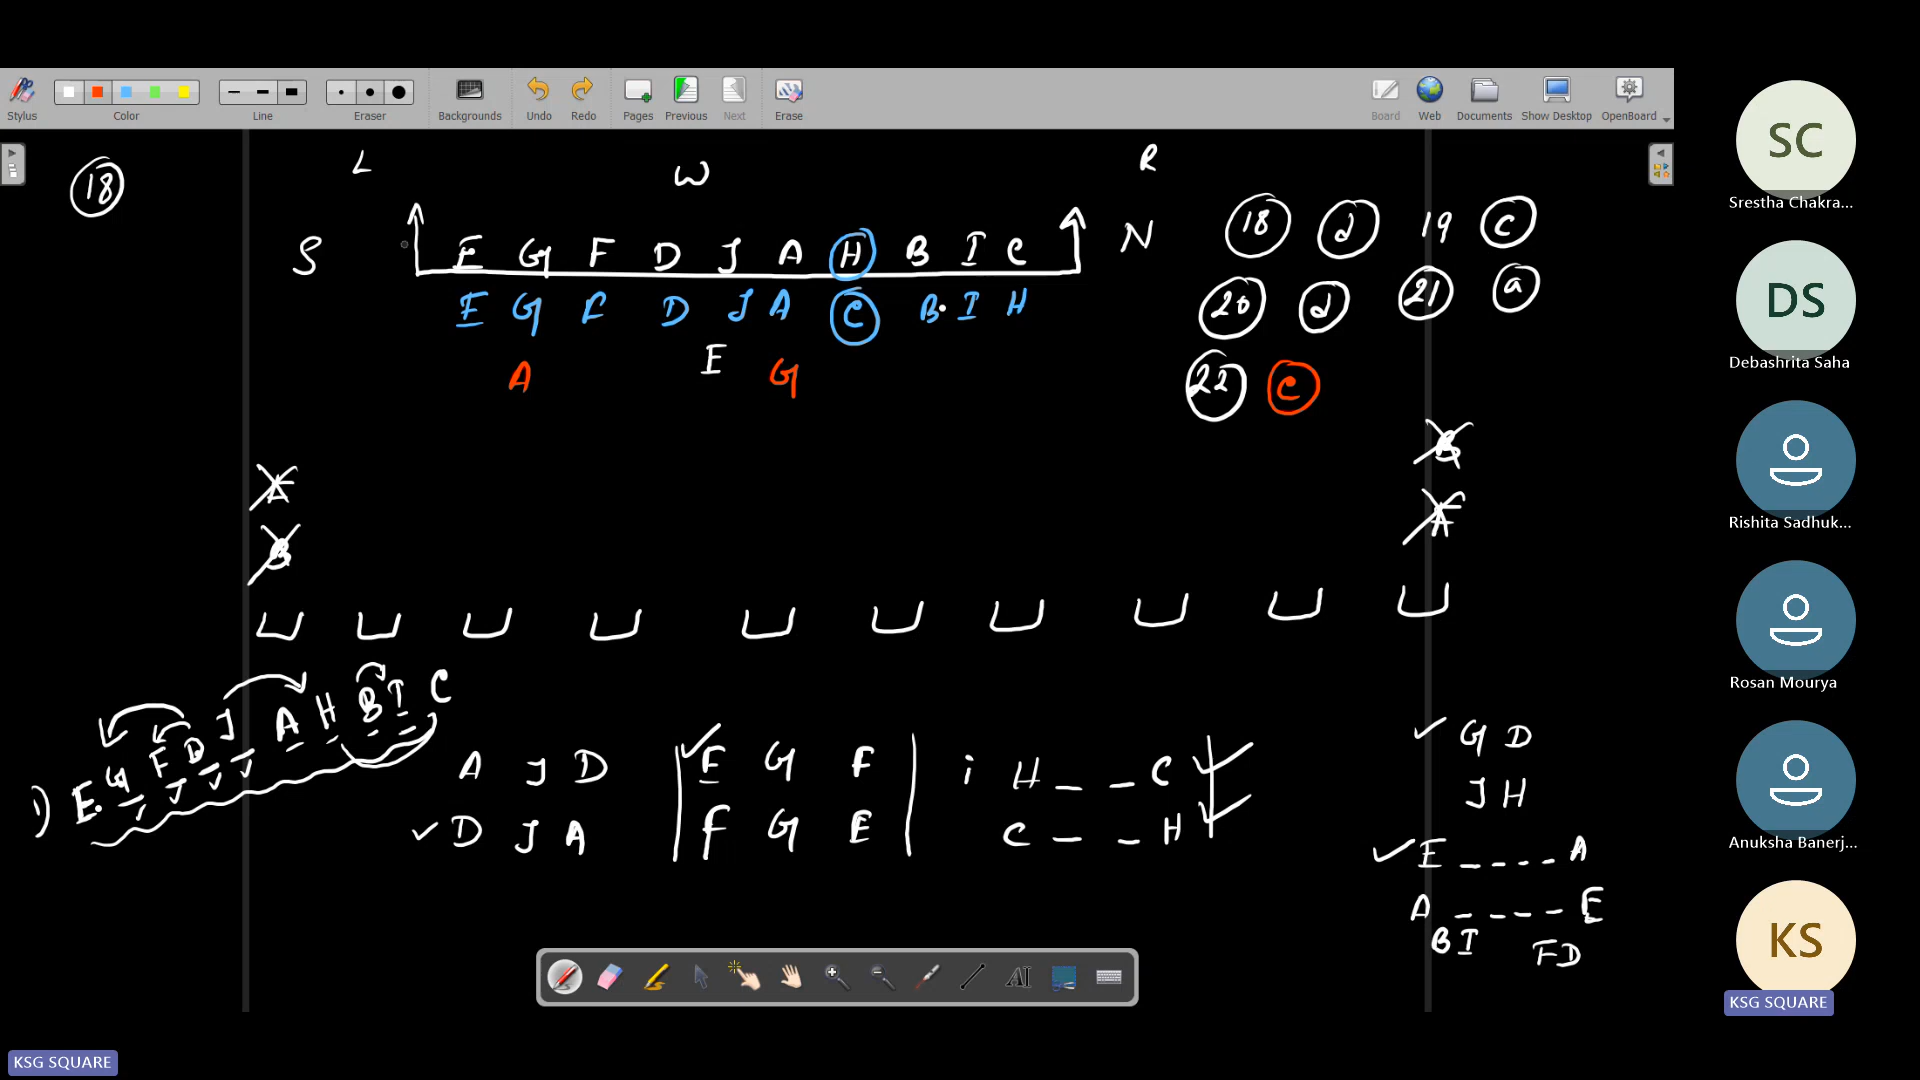 Stylus
Color
Line
Eraser
Backgrounds
Undo
Redo
Pages
Previous
Next
Erase
Board
Web
Documents
Show Desktop
OpenBoard
18
L W R
S E G F D J A H B I C N
E G F D J A C B I H
A E G
18 d 19 c
20 d 21 a
22 c
B
A
A
B
1) E G F D J A H B I C
A J D E G F i H _ _ C
D J A F G E C _ _ H
G D
J H
E _ _ _ _ A
A _ _ _ _ E
B I F D
SC
Srestha Chakra...
DS
Debashrita Saha
Rishita Sadhuk...
Rosan Mourya
Anuksha Banerj...
KS
KSG SQUARE
AI
KSG SQUARE